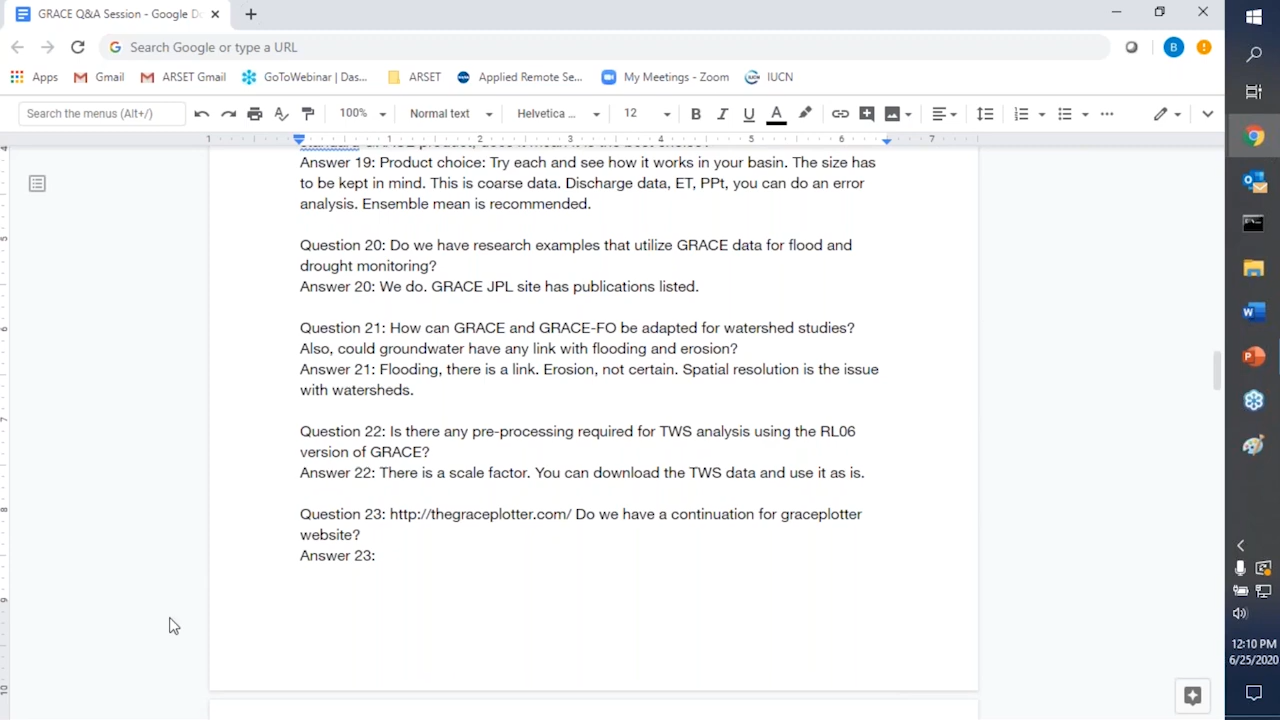 GRACE Q&A Session - Google D
Search Google or type a URL
B
Apps
Gmail
ARSET Gmail
GoToWebinar | Das...
ARSET
Applied Remote Se...
My Meetings - Zoom
IUCN
Search the menus (Alt+/)
100%
Normal text
Helvetica ...
12
B
I
U
A
1 1 2 3 4 5 6 7
Answer 19: Product choice: Try each and see how it works in your basin. The size has
to be kept in mind. This is coarse data. Discharge data, ET, PPt, you can do an error
analysis. Ensemble mean is recommended.
Question 20: Do we have research examples that utilize GRACE data for flood and
drought monitoring?
Answer 20: We do. GRACE JPL site has publications listed.
Question 21: How can GRACE and GRACE-FO be adapted for watershed studies?
Also, could groundwater have any link with flooding and erosion?
Answer 21: Flooding, there is a link. Erosion, not certain. Spatial resolution is the issue
with watersheds.
Question 22: Is there any pre-processing required for TWS analysis using the RL06
version of GRACE?
Answer 22: There is a scale factor. You can download the TWS data and use it as is.
Question 23: http://thegraceplotter.com/ Do we have a continuation for graceplotter
website?
Answer 23:
12:10 PM
6/25/2020